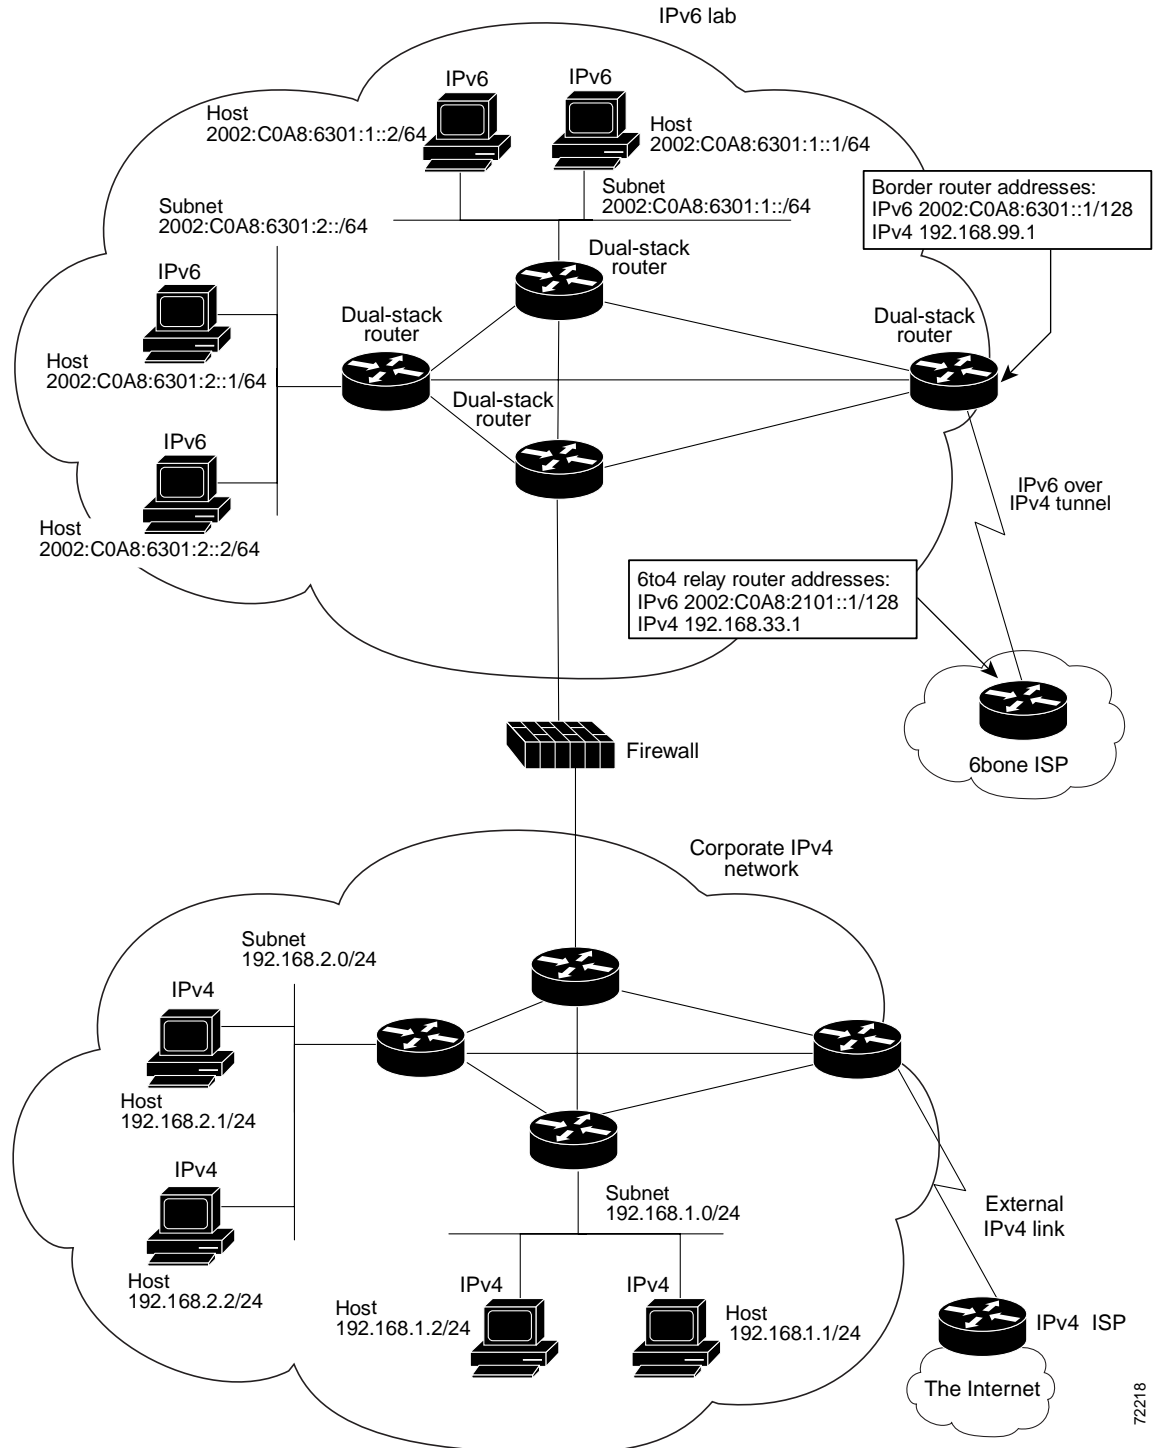 IPv6 lab
IPv6
IPv6
Host
2002:C0A8:6301:1::2/64
Host
2002:C0A8:6301:1::1/64
Subnet
2002:C0A8:6301:1::/64
Border router addresses:
IPv6 2002:C0A8:6301::1/128
IPv4 192.168.99.1
Subnet
2002:C0A8:6301:2::/64
Dual-stack
router
IPv6
Dual-stack
router
Dual-stack
router
Host
2002:C0A8:6301:2::1/64
Dual-stack
router
IPv6
IPv6 over
IPv4 tunnel
Host
2002:C0A8:6301:2::2/64
6to4 relay router addresses:
IPv6 2002:C0A8:2101::1/128
IPv4 192.168.33.1
Firewall
6bone ISP
Corporate IPv4
network
Subnet
192.168.2.0/24
IPv4
Host
192.168.2.1/24
IPv4
Subnet
192.168.1.0/24
External
IPv4 link
Host
192.168.2.2/24
IPv4
IPv4
Host
192.168.1.2/24
Host
192.168.1.1/24
IPv4 ISP
The Internet
72218